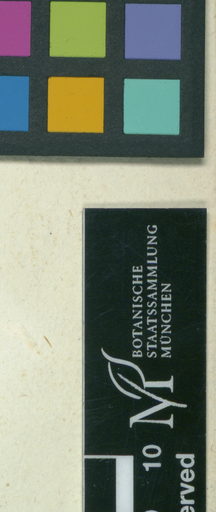 BOTANISCHE
STAATSSAMMLUNG
MÜNCHEN
M
10
erved